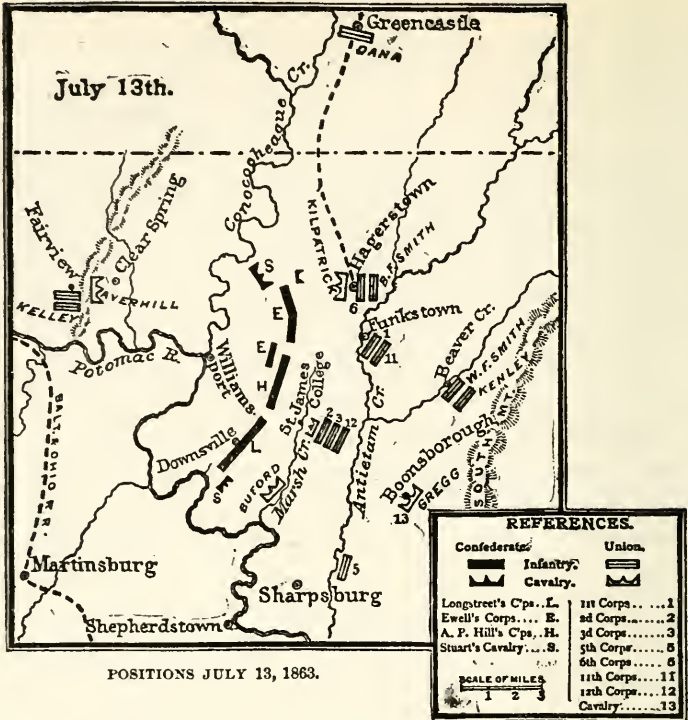 Greencastle
DANA
July 13th.
Conococheague Cr.
Fairview
Clear Spring
KELLEY
AVERHILL
KILPATRICK
Hagerstown
B.F. SMITH
6
S
E
E
H
L
S
Funkstown
1
11
Beaver Cr.
W.F. SMITH
KENLEY
Potomac R.
Williams-
port
St. James
College
2 3 12
Antietam Cr.
Boonsborough
SOUTH MT.
GREGG
13
Downsville
BUFORD
Marsh Cr.
BALT. & OHIO R.R.
Martinsburg
5
Sharpsburg
Shepherdstown
REFERENCES.
Confederate. Union.
Infantry.
Cavalry.
Longstreet's C'ps..L.
Ewell's Corps.... E.
A. P. Hill's C'ps..H.
Stuart's Cavalry....S.
1st Corps.....1
2d Corps.....2
3d Corps.....3
5th Corps.....5
6th Corps.....6
11th Corps....11
12th Corps....12
Cavalry......13
SCALE OF MILES
1 2 3
POSITIONS JULY 13, 1863.